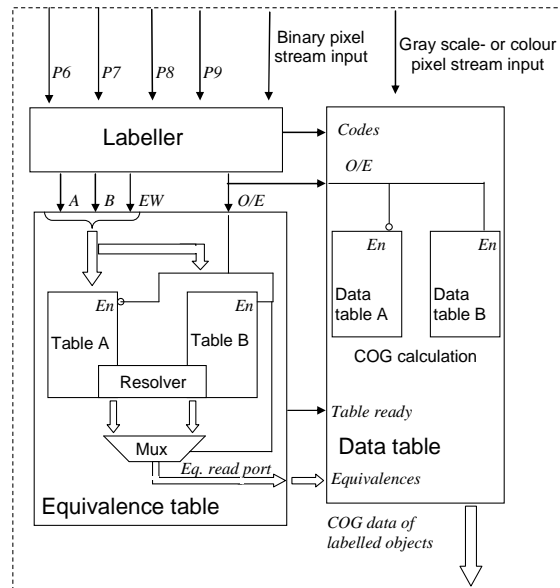 P6
P7
P8
P9
Binary pixel
stream input
Gray scale- or colour
pixel stream input
Labeller
Codes
O/E
A
B
EW
O/E
En
En
Data
table A
Data
table B
COG calculation
En
En
Table A
Table B
Resolver
Mux
Table ready
Data table
Eq. read port
Equivalences
Equivalence table
COG data of
labelled objects